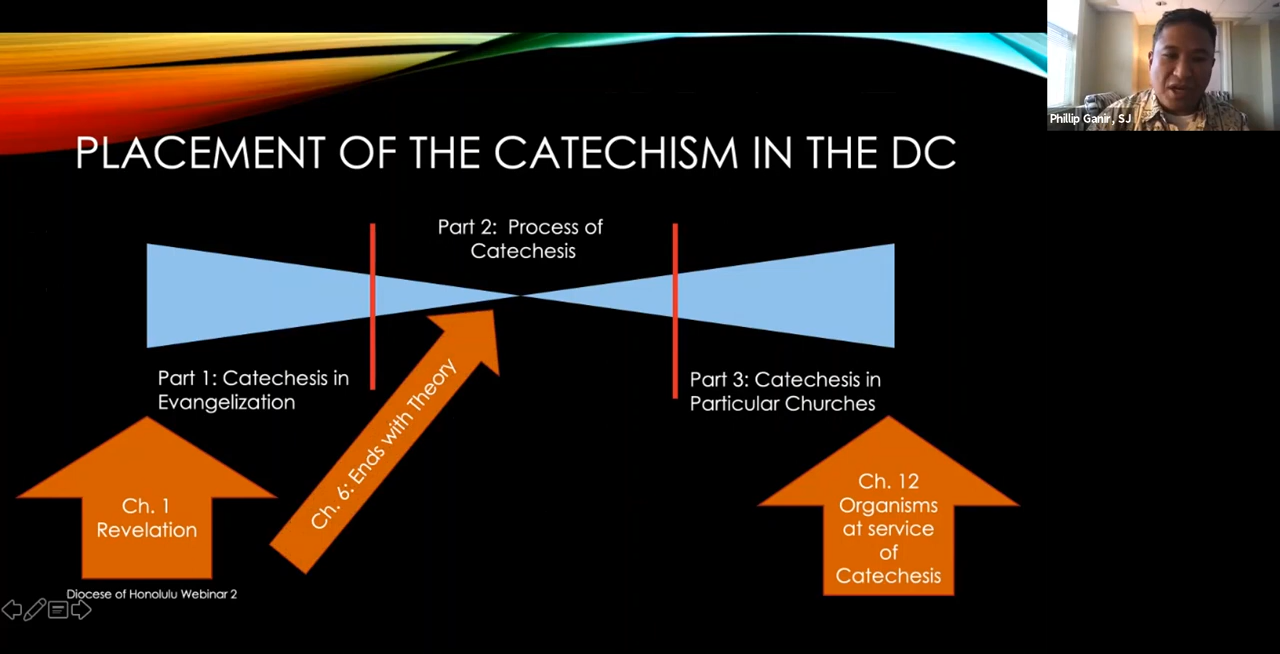 Phillip Ganir, SJ
PLACEMENT OF THE CATECHISM IN THE DC
Part 2: Process of
Catechesis
Part 1: Catechesis in
Evangelization
Part 3: Catechesis in
Particular Churches
Ch. 6: Ends with Theory
Ch. 1
Revelation
Ch. 12
Organisms
at service
of
Catechesis
Diocese of Honolulu Webinar 2